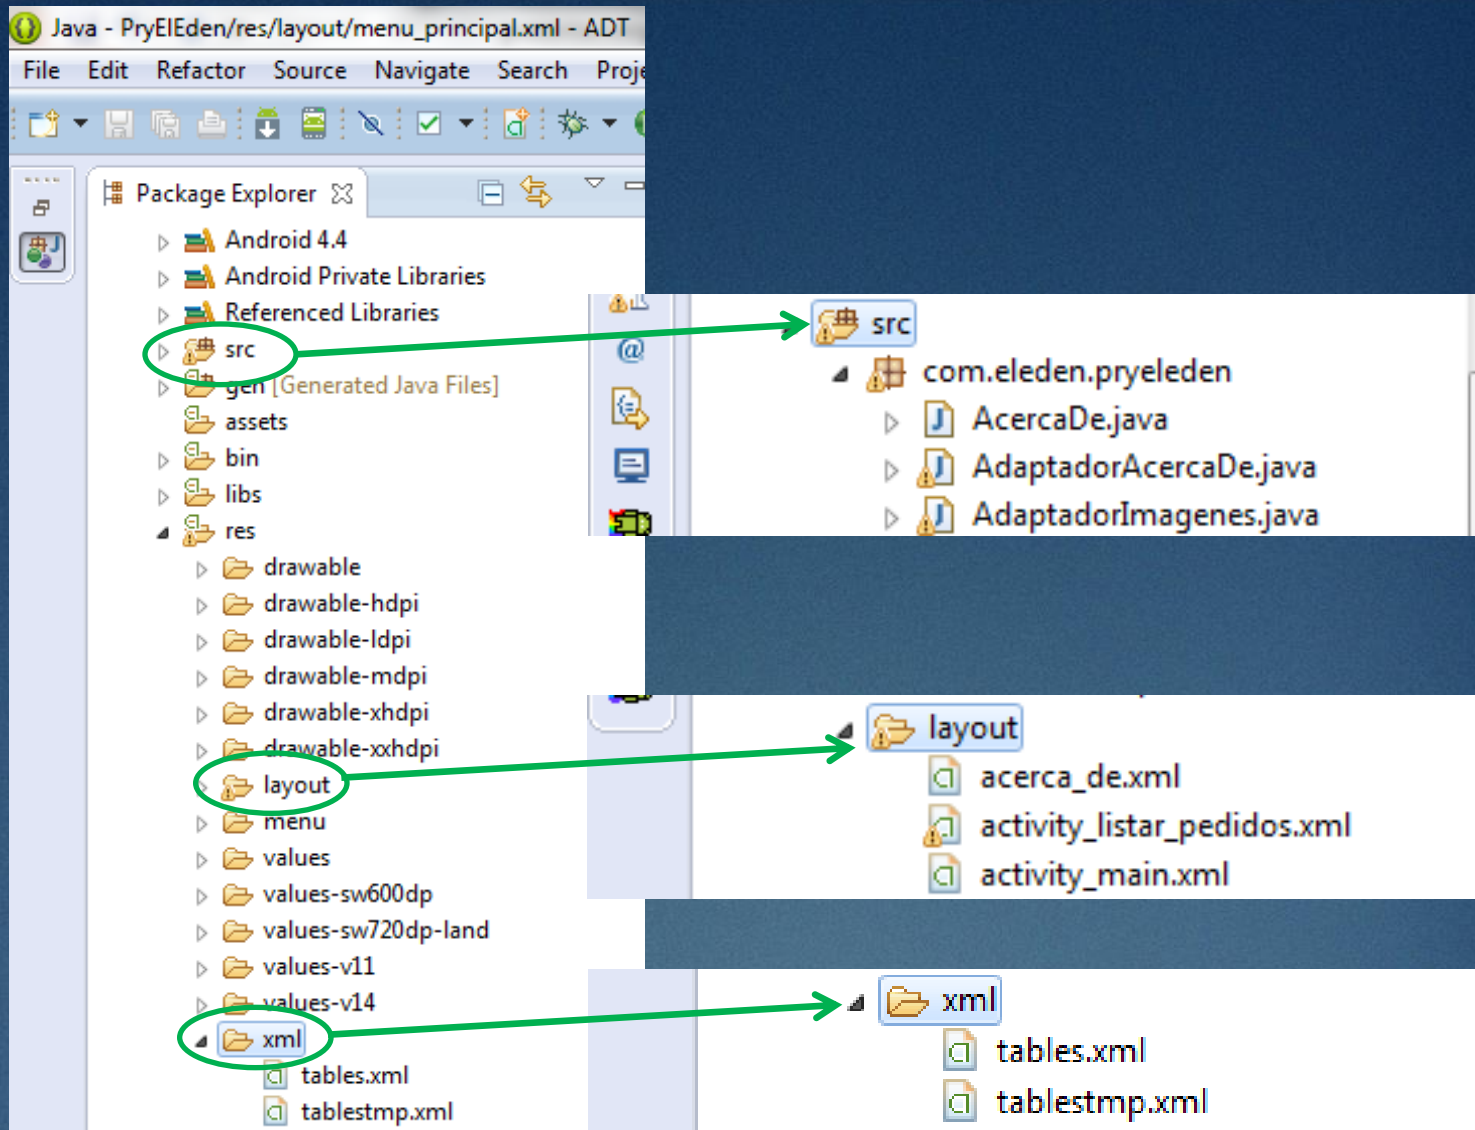 Java - PryElEden/res/layout/menu_principal.xml - ADT
File Edit Refactor Source Navigate Search Proje
Package Explorer
Android 4.4
Android Private Libraries
Referenced Libraries
src
gen [Generated Java Files]
assets
bin
libs
res
drawable
drawable-hdpi
drawable-ldpi
drawable-mdpi
drawable-xhdpi
drawable-xxhdpi
layout
menu
values
values-sw600dp
values-sw720dp-land
values-v11
values-v14
xml
tables.xml
tablestmp.xml
src
com.eleden.pryeleden
AcercaDe.java
AdaptadorAcercaDe.java
AdaptadorImagenes.java
layout
acerca_de.xml
activity_listar_pedidos.xml
activity_main.xml
xml
tables.xml
tablestmp.xml